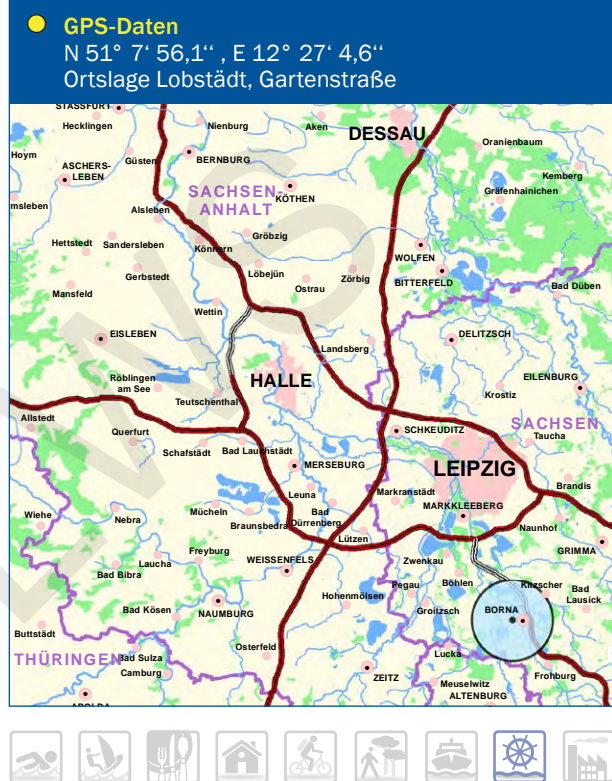 GPS-Daten
N 51° 7‘ 56,1‘‘ , E 12° 27‘ 4,6‘‘
Ortslage Lobstädt, Gartenstraße
STASSFURT
Hecklingen
Nienburg
Aken
DESSAU
Oranienbaum
Hoym
Güsten
BERNBURG
ASCHERS-
LEBEN
Kemberg
Gräfenhainichen
SACHSEN-
ANHALT
KÖTHEN
msleben
Alsleben
Hettstedt
Sandersleben
Gröbzig
Könnern
WOLFEN
Gerbstedt
Löbejün
Ostrau
Zörbig
BITTERFELD
Bad Düben
Mansfeld
Wettin
EISLEBEN
DELITZSCH
Landsberg
Röblingen
am See
HALLE
EILENBURG
Krostiz
Teutschenthal
Allstedt
SACHSEN
Querfurt
SCHKEUDITZ
Taucha
Schafstädt
Bad Lauchstädt
MERSEBURG
LEIPZIG
Brandis
Leuna
Markranstädt
MARKKLEEBERG
Wiehe
Nebra
Mücheln
Braunsbedra
Bad
Dürrenberg
Lützen
Naunhof
GRIMMA
Freyburg
Laucha
WEISSENFELS
Zwenkau
Bad Bibra
Pegau
Böhlen
Kitzscher
Bad
Lausick
Hohenmölsen
Bad Kösen
NAUMBURG
Groitzsch
BORNA
Buttstädt
Osterfeld
Lucka
THÜRINGEN
Bad Sulza
Camburg
ZEITZ
Frohburg
Meuselwitz
ALTENBURG
APOLDA
LEWS